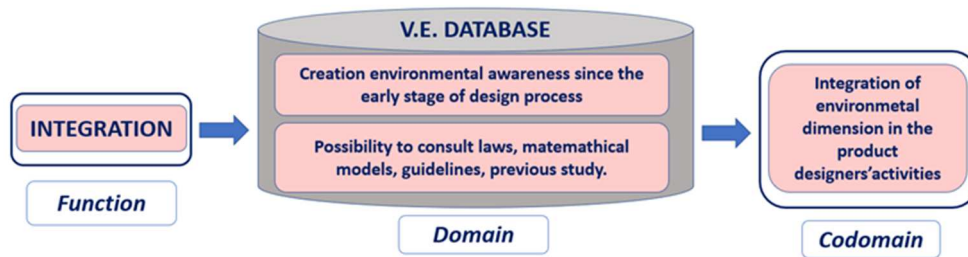 V.E. DATABASE
INTEGRATION
Function
Creation environmental awareness since the
early stage of design process
Possibility to consult laws, matemathical
models, guidelines, previous study.
Domain
Integration of
environmetal
dimension in the
product
designers'activities
Codomain